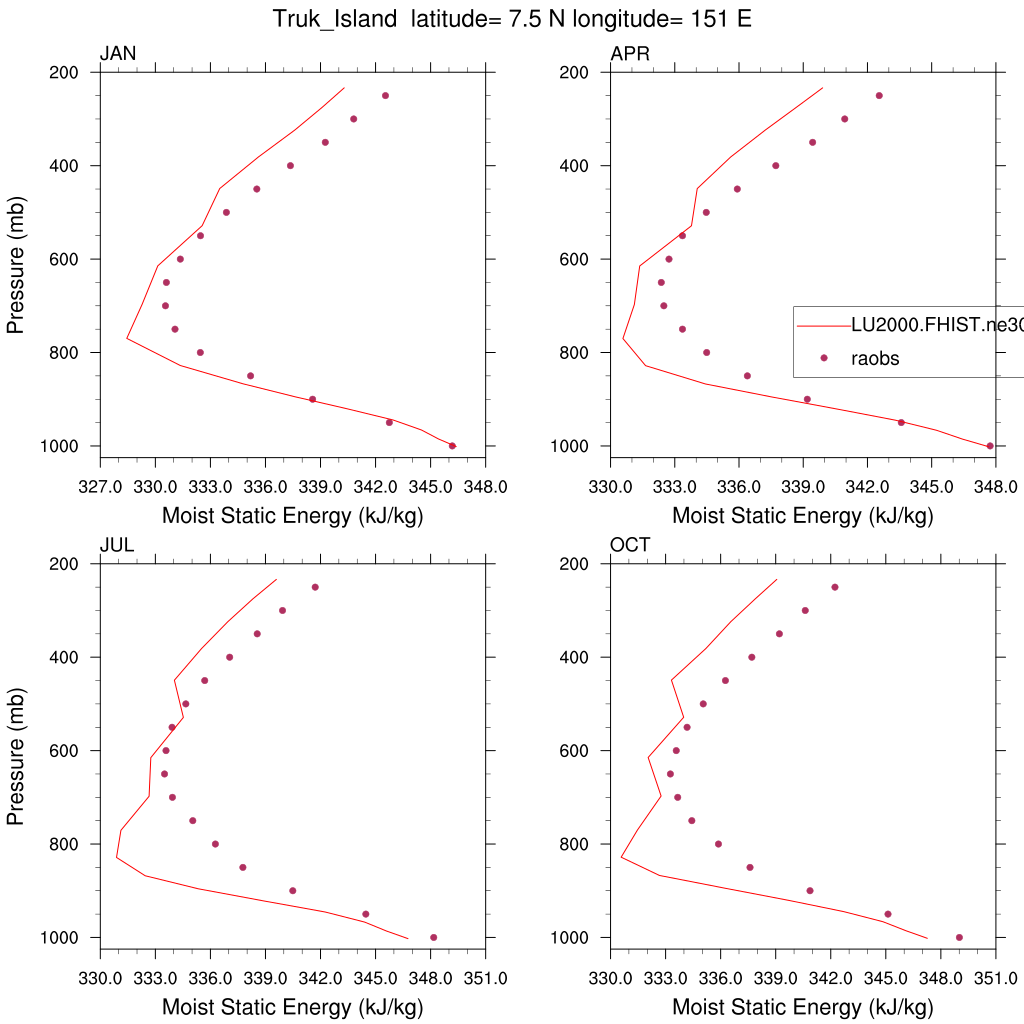 Truk_Island latitude= 7.5 N longitude= 151 E
JAN
APR
200
400
600
800
1000
Pressure (mb)
327.0 330.0 333.0 336.0 339.0 342.0 345.0 348.0
Moist Static Energy (kJ/kg)
200
400
600
800
1000
330.0 333.0 336.0 339.0 342.0 345.0 348.0
Moist Static Energy (kJ/kg)
LU2000.FHIST.ne30
raobs
JUL
OCT
200
400
600
800
1000
Pressure (mb)
330.0 333.0 336.0 339.0 342.0 345.0 348.0 351.0
Moist Static Energy (kJ/kg)
200
400
600
800
1000
330.0 333.0 336.0 339.0 342.0 345.0 348.0 351.0
Moist Static Energy (kJ/kg)